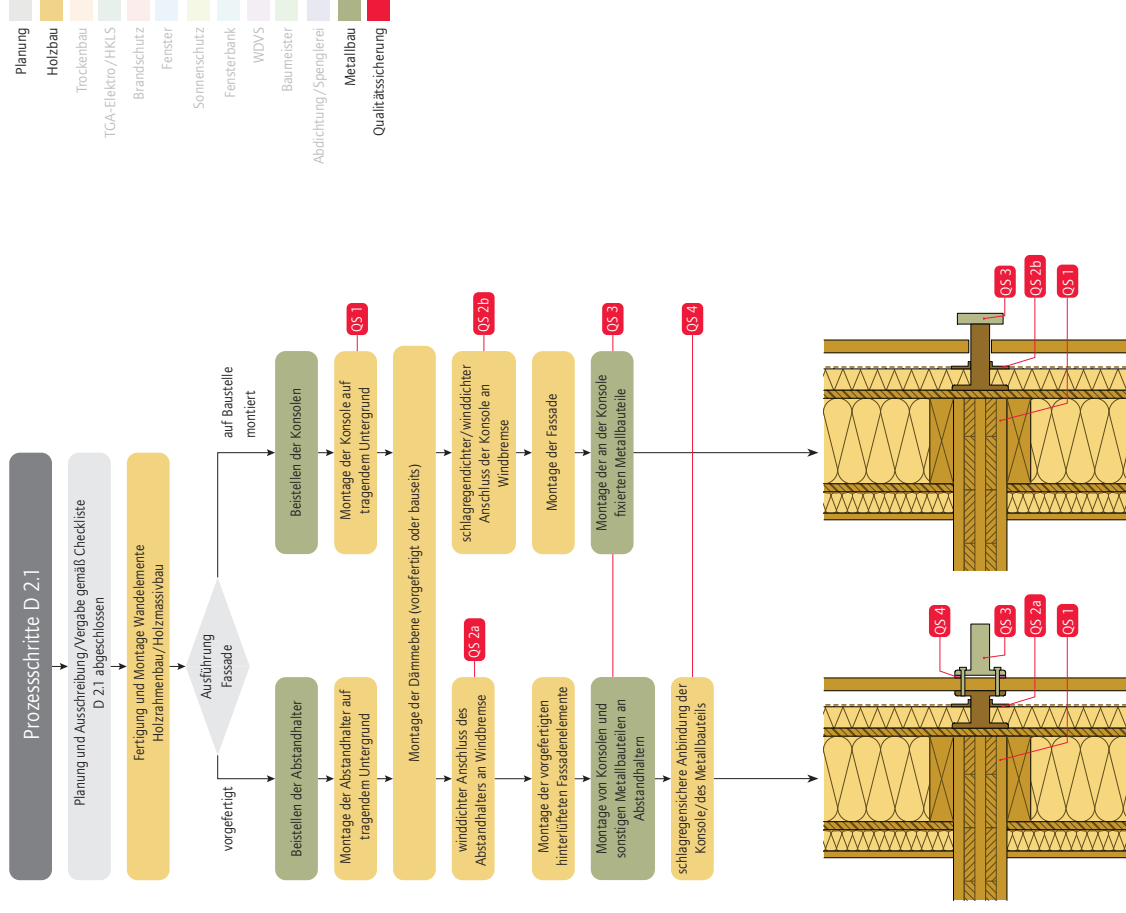 Planung
Holzbau
Trockenbau
TGA-Elektro/HKLS
Brandschutz
Fenster
Sonnenschutz
Fensterbank
WDVS
Baumeister
Abdichtung/Spenglerei
Metallbau
Qualitätssicherung
Prozessschritte D 2.1
Planung und Ausschreibung/Vergabe gemäß Checkliste
D 2.1 abgeschlossen
Fertigung und Montage Wandelemente
Holzrahmenbau/Holzmassivbau
Ausführung
Fassade
vorgefertigt
auf Baustelle
montiert
Beistellen der Abstandhalter
Beistellen der Konsolen
Montage der Abstandhalter auf
tragendem Untergrund
Montage der Konsole auf
tragendem Untergrund
QS 1
Montage der Dämmebene (vorgefertigt oder bauseits)
winddichter Anschluss des
Abstandhalters an Windbremse
QS 2a
schlagregendichter/winddichter
Anschluss der Konsole an
Windbremse
QS 2b
Montage der vorgefertigten
hinterlüfteten Fassadenelemente
Montage der Fassade
Montage von Konsolen und
sonstigen Metallbauteilen an
Abstandhaltern
Montage der an der Konsole
fixierten Metallbauteile
QS 3
schlagregensichere Anbindung der
Konsole/des Metallbauteils
QS 4
QS 4
QS 3
QS 2a
QS 1
QS 3
QS 2b
QS 1